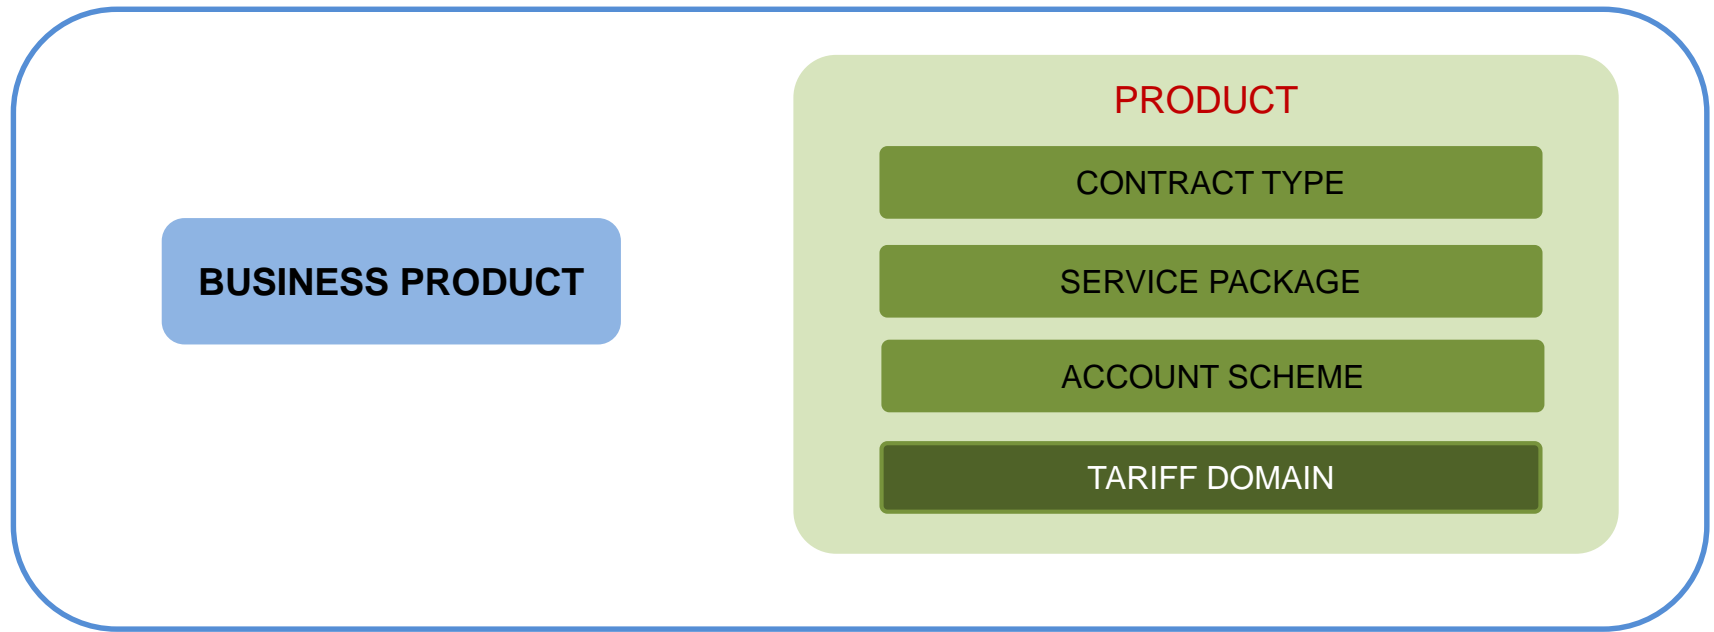 BUSINESS PRODUCT
PRODUCT
CONTRACT TYPE
SERVICE PACKAGE
ACCOUNT SCHEME
TARIFF DOMAIN